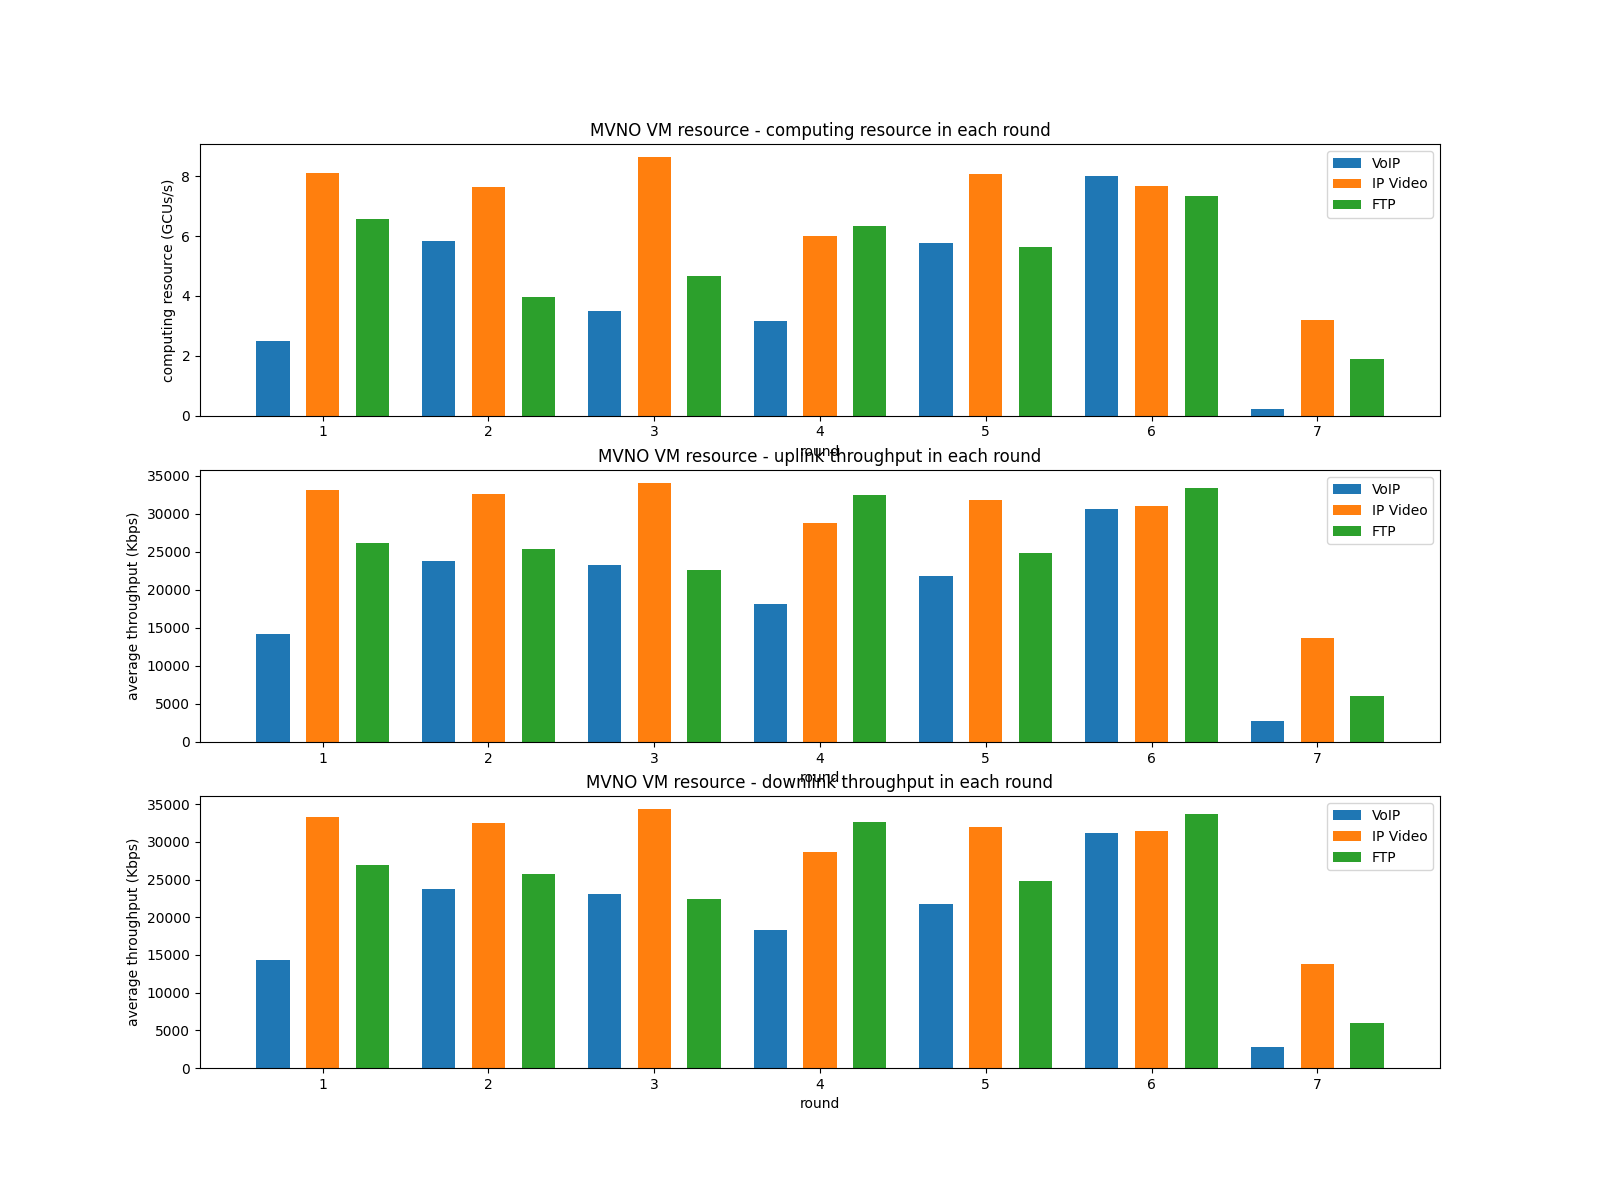 MVNO VM resource - computing resource in each round
computing resource (GCUs/s)
8
6
4
2
0
VoIP
IP Video
FTP
1 2 3 4 5 6 7
round
MVNO VM resource - uplink throughput in each round
average throughput (Kbps)
35000
30000
25000
20000
15000
10000
5000
0
VoIP
IP Video
FTP
1 2 3 4 5 6 7
round
MVNO VM resource - downlink throughput in each round
average throughput (Kbps)
35000
30000
25000
20000
15000
10000
5000
0
VoIP
IP Video
FTP
1 2 3 4 5 6 7
round